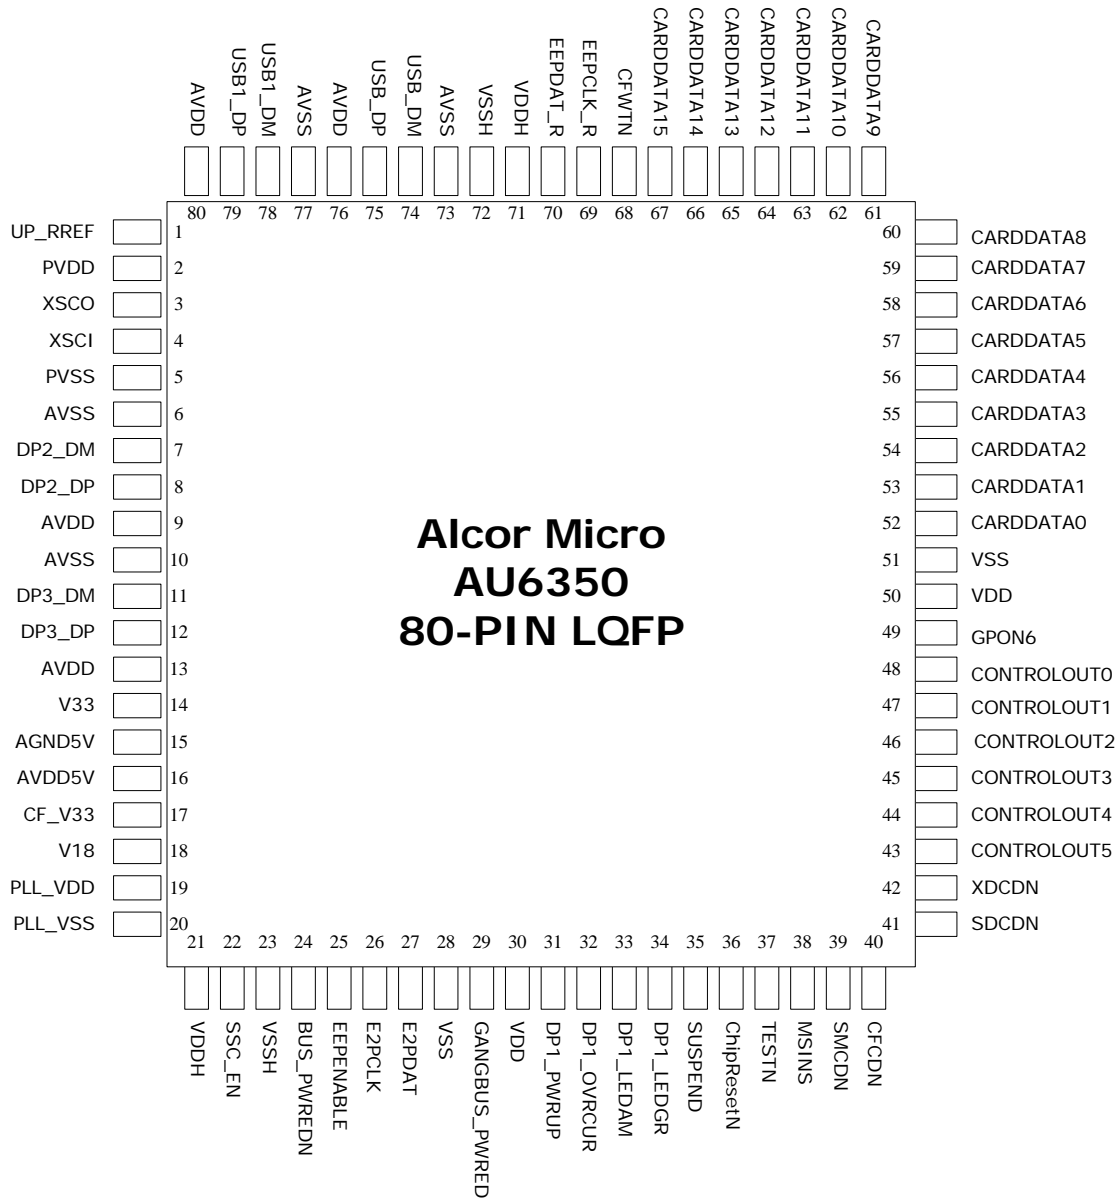 AVDD
USB1_DP
USB1_DM
AVSS
AVDD
USB_DP
USB_DM
AVSS
VSSH
VDDH
EEPDAT_R
EEPCLK_R
CFWTN
CARDDATA15
CARDDATA14
CARDDATA13
CARDDATA12
CARDDATA11
CARDDATA10
CARDDATA9
80 79 78 77 76 75 74 73 72 71 70 69 68 67 66 65 64 63 62 61
UP_RREF 1
PVDD 2
XSCO 3
XSCI 4
PVSS 5
AVSS 6
DP2_DM 7
DP2_DP 8
AVDD 9
AVSS 10
DP3_DM 11
DP3_DP 12
AVDD 13
V33 14
AGND5V 15
AVDD5V 16
CF_V33 17
V18 18
PLL_VDD 19
PLL_VSS 20
Alcor Micro
AU6350
80-PIN LQFP
60 CARDDATA8
59 CARDDATA7
58 CARDDATA6
57 CARDDATA5
56 CARDDATA4
55 CARDDATA3
54 CARDDATA2
53 CARDDATA1
52 CARDDATA0
51 VSS
50 VDD
49 GPON6
48 CONTROLOUT0
47 CONTROLOUT1
46 CONTROLOUT2
45 CONTROLOUT3
44 CONTROLOUT4
43 CONTROLOUT5
42 XDCDN
41 SDCDN
21 22 23 24 25 26 27 28 29 30 31 32 33 34 35 36 37 38 39 40
VDDH
SSC_EN
VSSH
BUS_PWREDN
EEPENABLE
E2PCLK
E2PDAT
VSS
GANGBUS_PWRED
VDD
DP1_PWRUP
DP1_OVRCUR
DP1_LEDAM
DP1_LEDGR
SUSPEND
ChipResetN
TESTN
MSINS
SMCDN
CFCDN